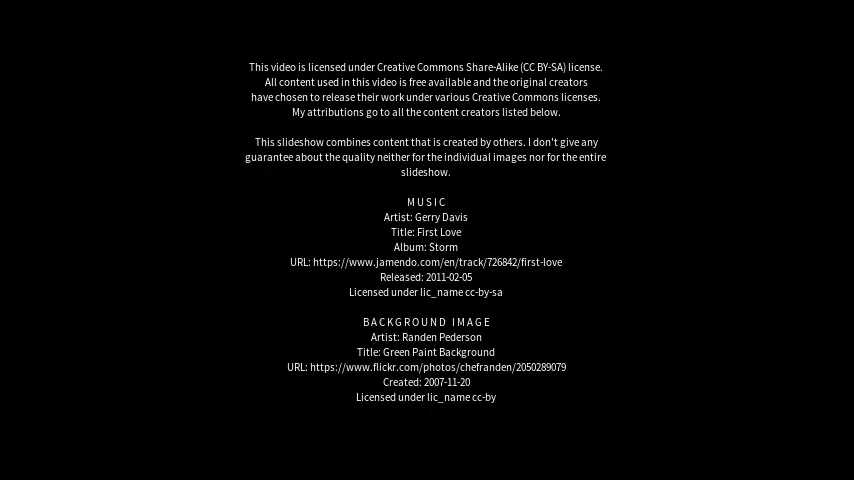 This video is licensed under Creative Commons Share-Alike (CC BY-SA) license.
All content used in this video is free available and the original creators
have chosen to release their work under various Creative Commons licenses.
My attributions go to all the content creators listed below.
This slideshow combines content that is created by others. I don't give any
guarantee about the quality neither for the individual images nor for the entire
slideshow.
MUSIC
Artist: Gerry Davis
Title: First Love
Album: Storm
URL: https://www.jamendo.com/en/track/726842/first-love
Released: 2011-02-05
Licensed under lic_name cc-by-sa
BACKGROUND IMAGE
Artist: Randen Pederson
Title: Green Paint Background
URL: https://www.flickr.com/photos/chefranden/2050289079
Created: 2007-11-20
Licensed under lic_name cc-by